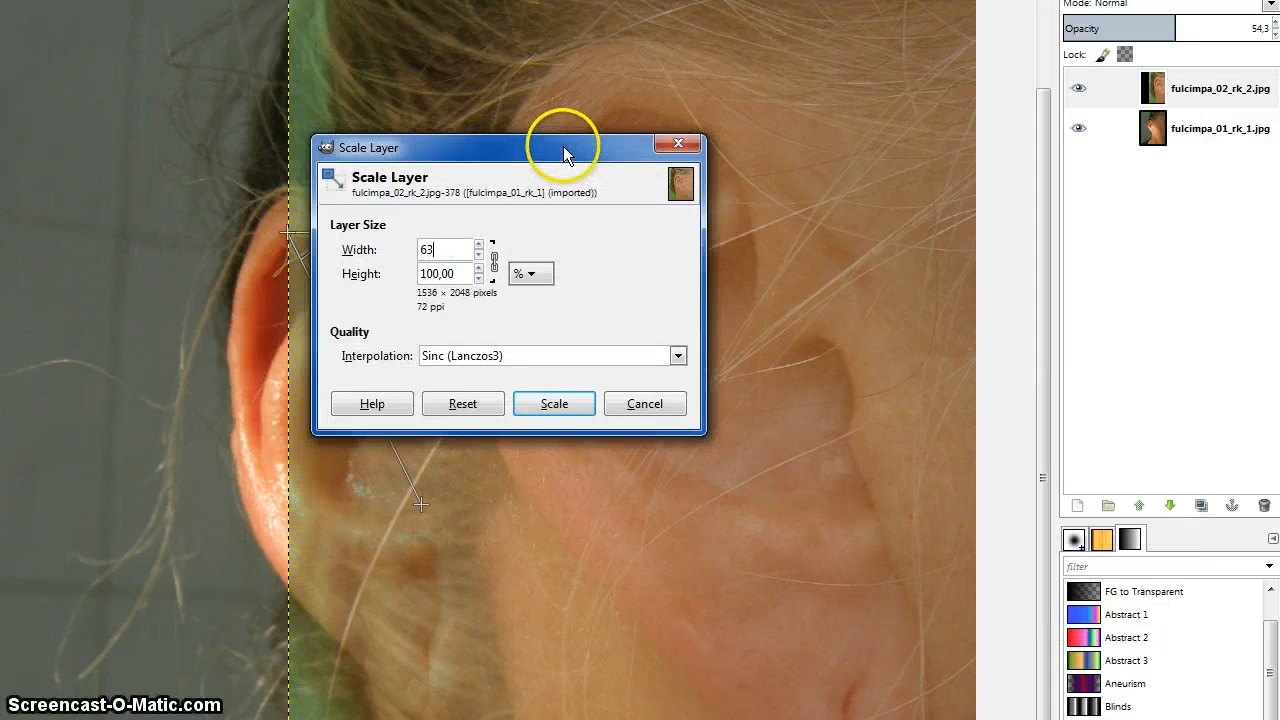 Mode: Normal
Opacity 54,3
Lock:
fulcimpa_02_rk_2.jpg
fulcimpa_01_rk_1.jpg
Scale Layer
Scale Layer
fulcimpa_02_rk_2.jpg-378 ([fulcimpa_01_rk_1] (imported))
Layer Size
Width: 63
Height: 100,00 %
1536 × 2048 pixels
72 ppi
Quality
Interpolation: Sinc (Lanczos3)
Help Reset Scale Cancel
filter
FG to Transparent
Abstract 1
Abstract 2
Abstract 3
Aneurism
Blinds
Screencast-O-Matic.com